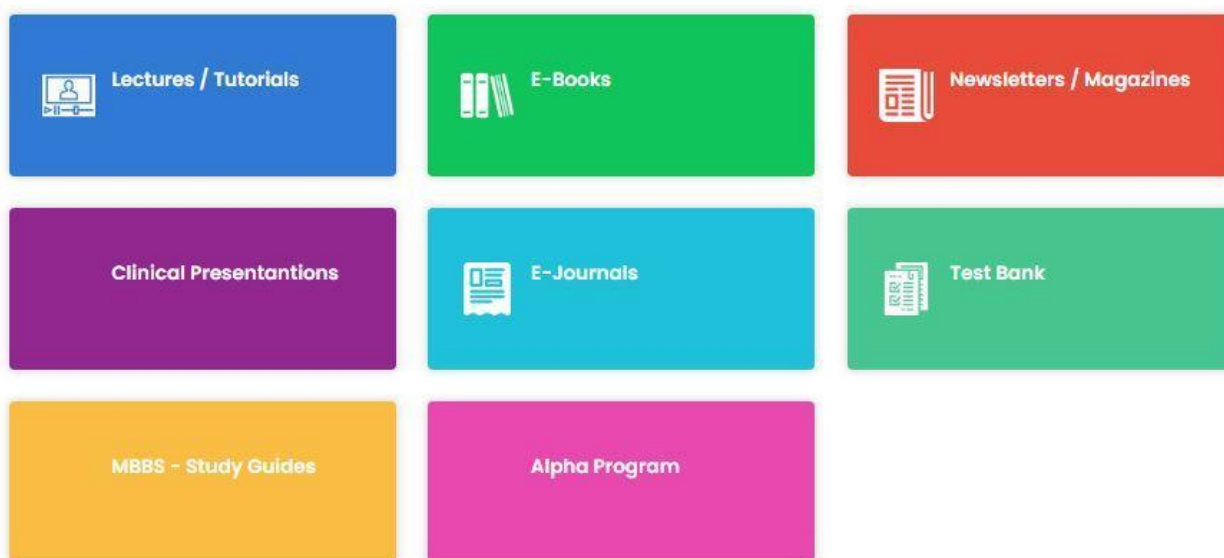 Lectures / Tutorials
E-Books
Newsletters / Magazines
Clinical Presentantions
E-Journals
Test Bank
MBBS - Study Guides
Alpha Program